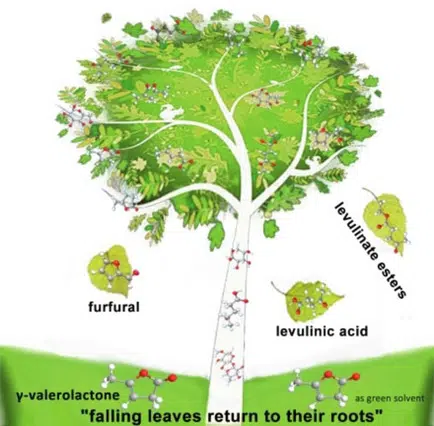 levulinate esters
furfural
levulinic acid
γ-valerolactone
as green solvent
"falling leaves return to their roots"